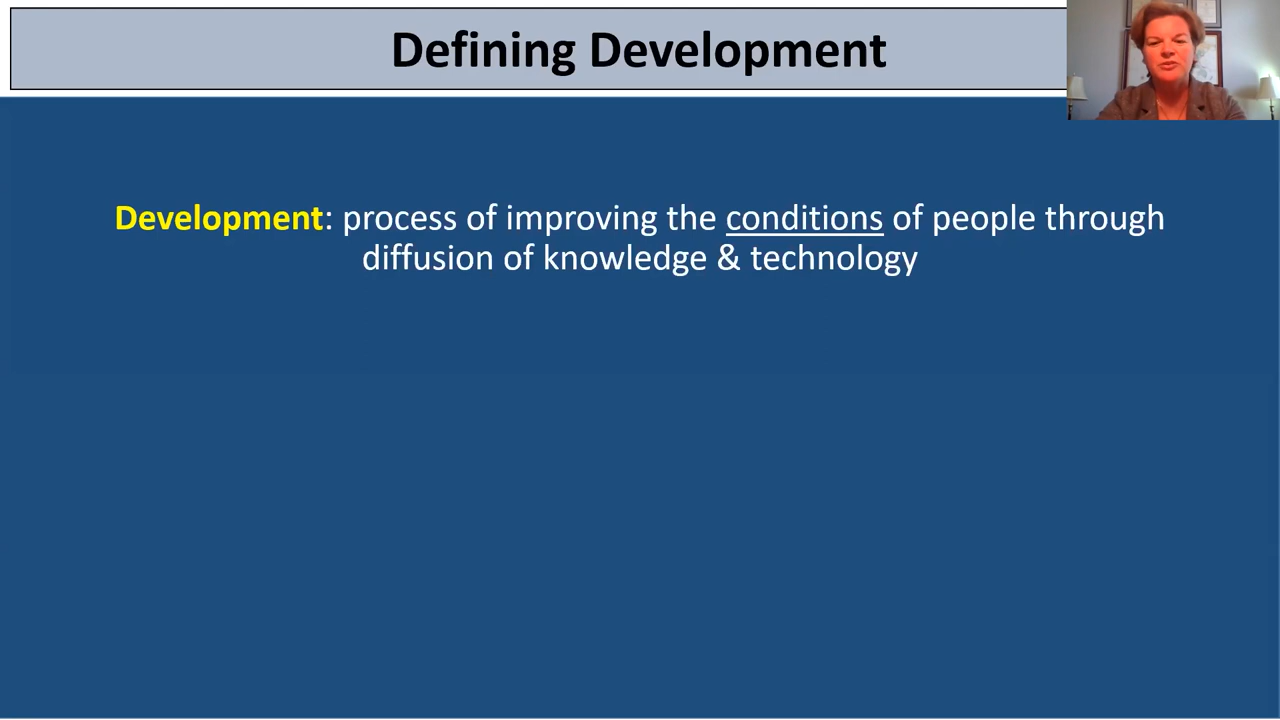 Defining Development
Development: process of improving the conditions of people through
diffusion of knowledge & technology